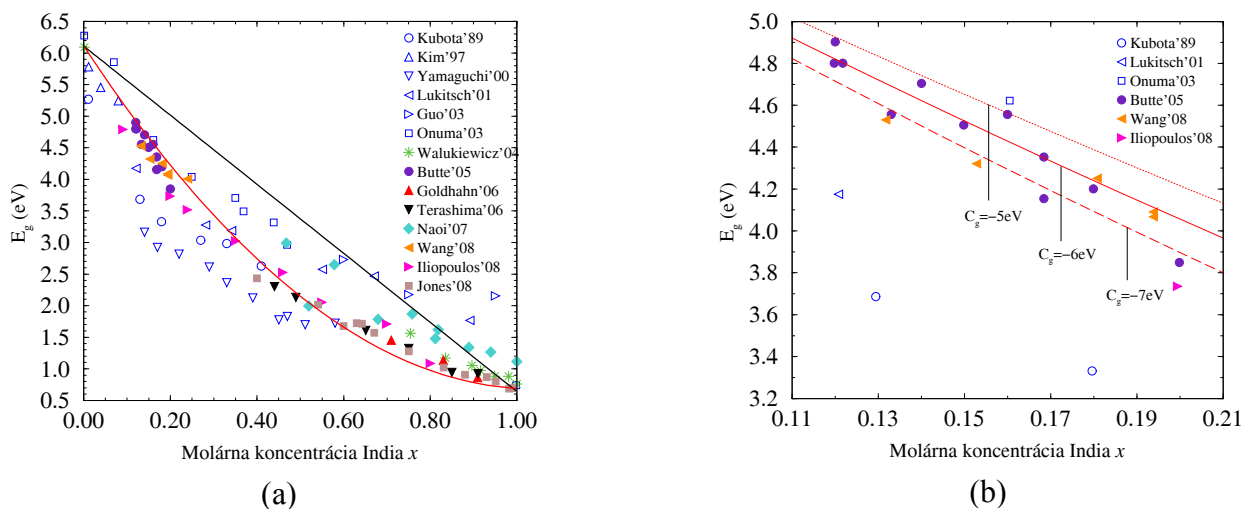 6.5
6.0
5.5
5.0
4.5
4.0
3.5
3.0
2.5
2.0
1.5
1.0
0.5
0.00
0.20
0.40
0.60
0.80
1.00
E_g (eV)
Molárna koncentrácia India x
Kubota’89
Kim’97
Yamaguchi’00
Lukitsch’01
Guo’03
Onuma’03
Butte’05
Goldhahn’06
Terashima’06
Naoi’07
Wang’08
Iliopoulos’08
Jones’08
(a)
5.0
4.8
4.6
4.4
4.2
4.0
3.8
3.6
3.4
3.2
0.11
0.13
0.15
0.17
0.19
0.21
E_g (eV)
Molárna koncentrácia India x
Kubota’89
Lukitsch’01
Onuma’03
Butte’05
Wang’08
Iliopoulos’08
C_g=−5eV
C_g=−6eV
C_g=−7eV
(b)